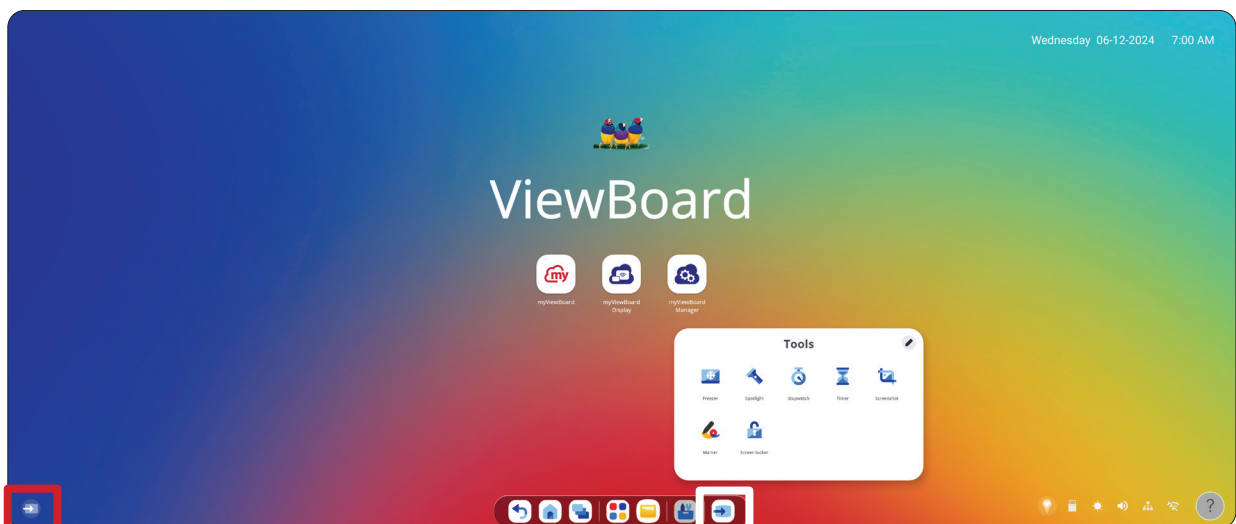 Wednesday 06-12-2024 7:00 AM
ViewBoard
my
myViewBoard
myViewBoard
Display
myViewBoard
Manager
Tools
Freezer
Spotlight
Stopwatch
Timer
Screenshot
Marker
Screen locker
?